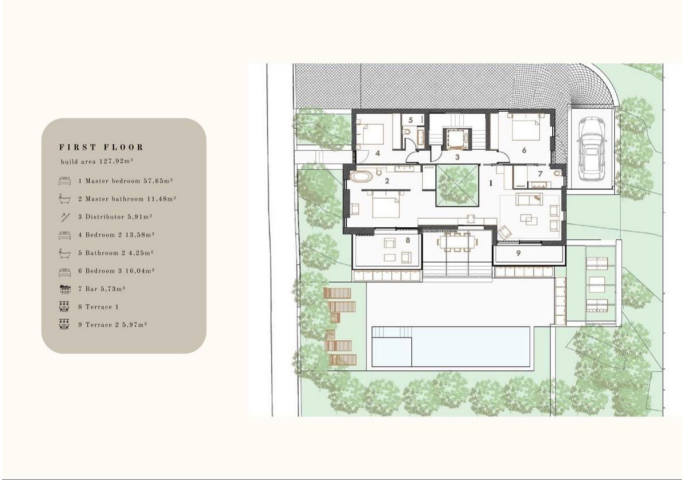 FIRST FLOOR
build area 127,92m²
1 Master bedroom 57,65m²
2 Master bathroom 11,48m²
3 Distributor 5,91m²
4 Bedroom 2 13,58m²
5 Bathroom 2 4,25m²
6 Bedroom 3 16,04m²
7 Bar 5,73m²
8 Terrace 1
9 Terrace 2 5,97m²
5
4
3
6
2
1
7
8
9